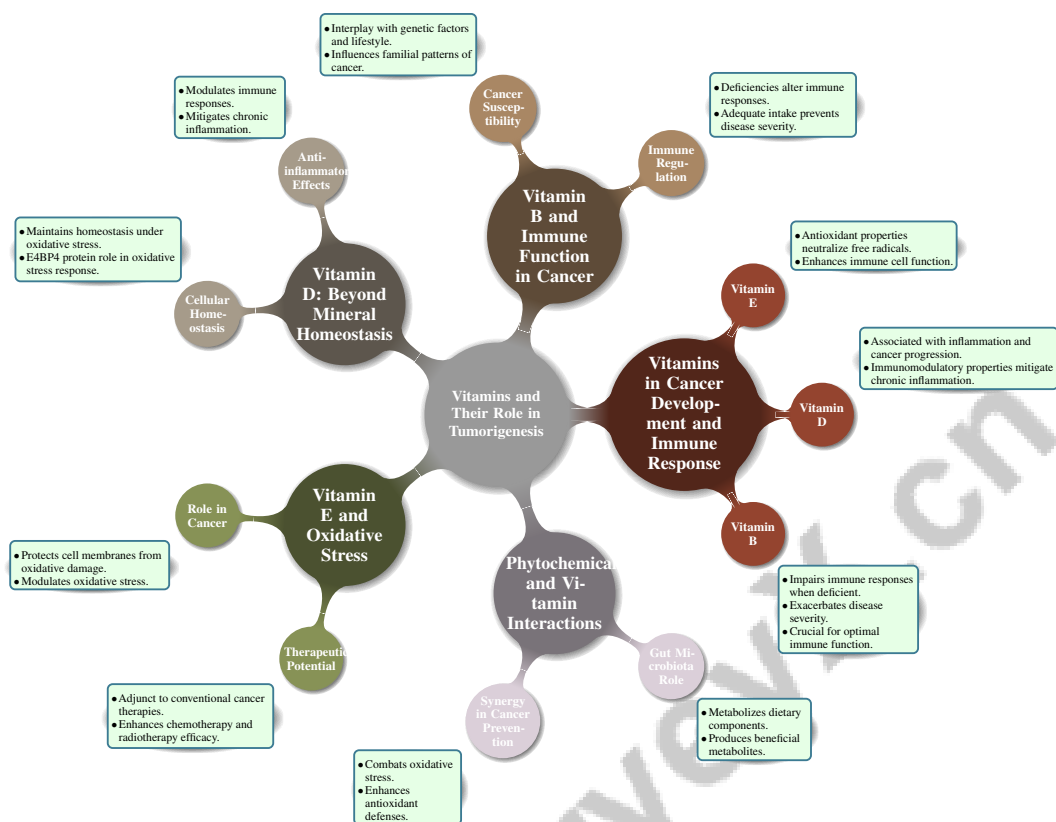 Vitamins and
Their Role in
Tumorigenesis
Vitamin
B and
Immune
Function
in Cancer
Cancer
Suscep-
tibility
● Interplay with genetic factors
and lifestyle.
● Influences familial patterns of
cancer.
Immune
Regu-
lation
● Deficiencies alter immune
responses.
● Adequate intake prevents
disease severity.
Vitamins
in Cancer
Develop-
ment and
Immune
Response
Vitamin
E
● Antioxidant properties
neutralize free radicals.
● Enhances immune cell function.
Vitamin
D
● Associated with inflammation and
cancer progression.
● Immunomodulatory properties mitigate
chronic inflammation.
Vitamin
B
● Impairs immune responses
when deficient.
● Exacerbates disease
severity.
● Crucial for optimal
immune function.
Phytochemical
and Vi-
tamin
Interactions
Gut Mi-
crobiota
Role
● Metabolizes dietary
components.
● Produces beneficial
metabolites.
Synergy
in Cancer
Preven-
tion
● Combats oxidative
stress.
● Enhances
antioxidant
defenses.
Vitamin
E and
Oxidative
Stress
Therapeutic
Potential
● Adjunct to conventional cancer
therapies.
● Enhances chemotherapy and
radiotherapy efficacy.
Role in
Cancer
● Protects cell membranes from
oxidative damage.
● Modulates oxidative stress.
Vitamin
D: Beyond
Mineral
Homeostasis
Cellular
Home-
ostasis
● Maintains homeostasis under
oxidative stress.
● E4BP4 protein role in oxidative
stress response.
Anti-
inflammatory
Effects
● Modulates immune
responses.
● Mitigates chronic
inflammation.